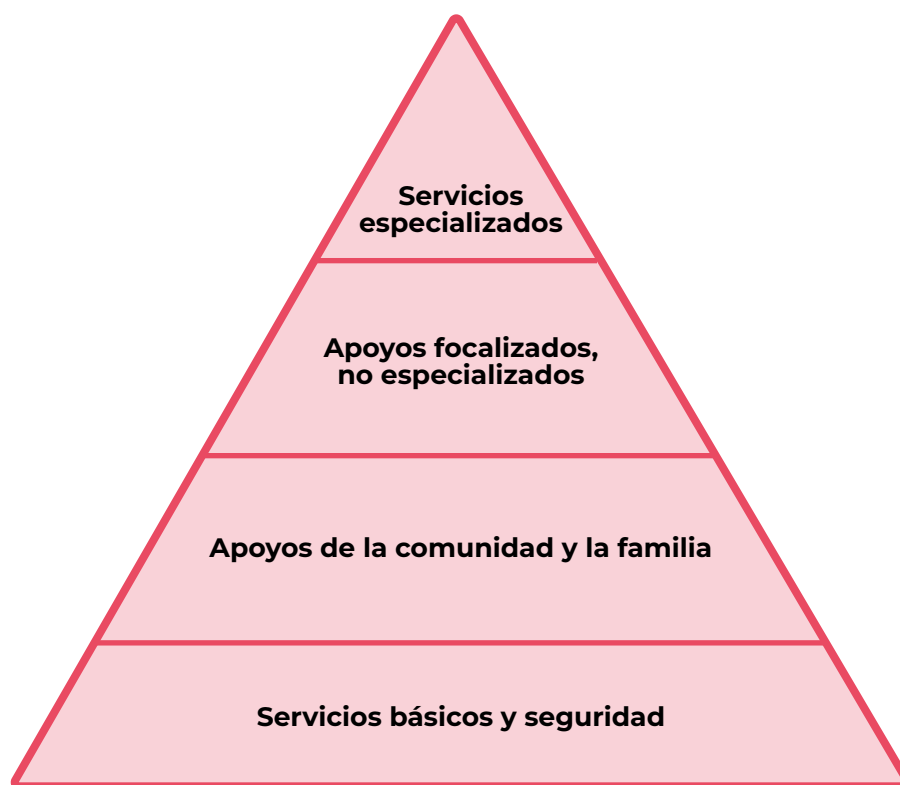 Servicios
especializados
Apoyos focalizados,
no especializados
Apoyos de la comunidad y la familia
Servicios básicos y seguridad